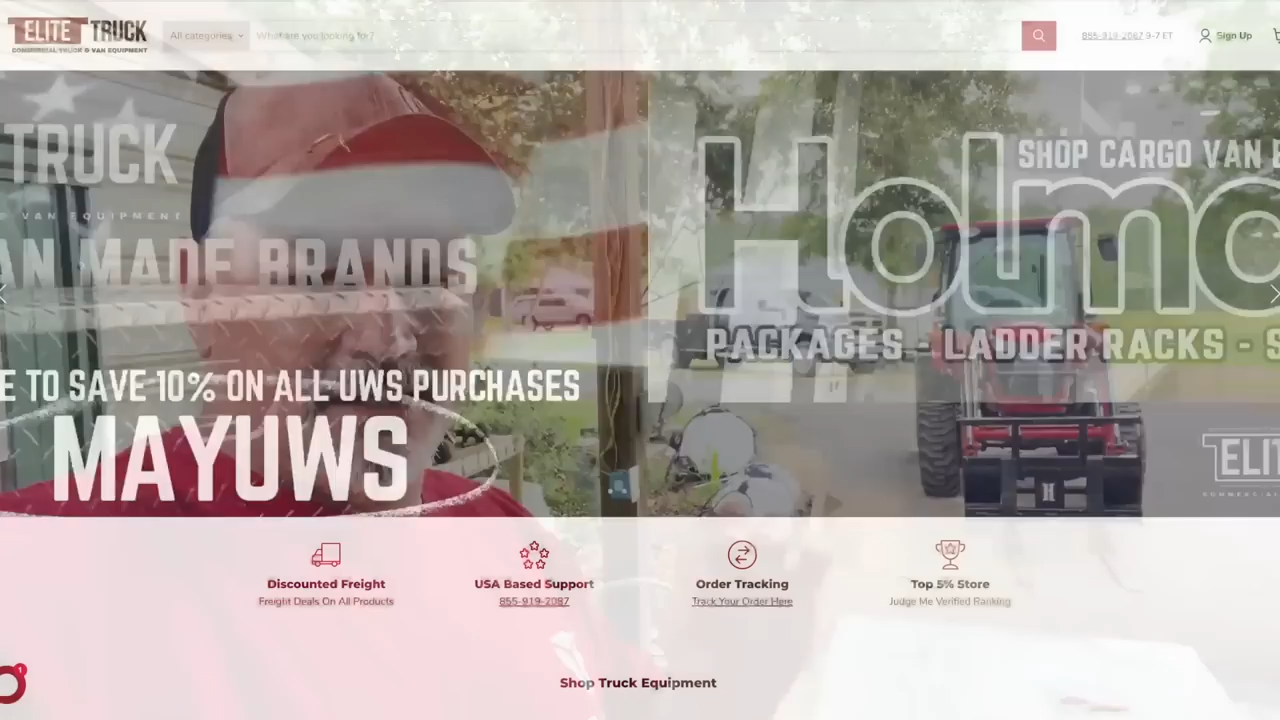 ELITE TRUCK
COMMERCIAL TRUCK & VAN EQUIPMENT
All categories
What are you looking for?
855-919-2087 9-7 ET
Sign Up
TRUCK
VAN EQUIPMENT
AN MADE BRANDS
E TO SAVE 10% ON ALL UWS PURCHASES
MAYUWS
SHOP CARGO VAN E
Holmo
PACKAGES - LADDER RACKS - S
ELIT
Discounted Freight
Freight Deals On All Products
USA Based Support
855-919-2087
Order Tracking
Track Your Order Here
Top 5% Store
Judge Me Verified Ranking
1
Shop Truck Equipment